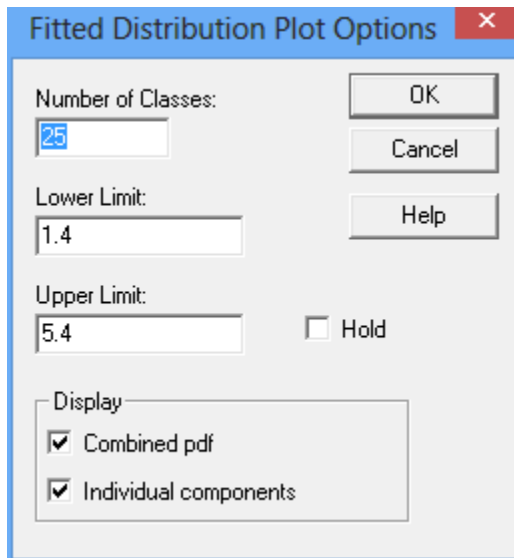 Fitted Distribution Plot Options
Number of Classes:
25
OK
Cancel
Lower Limit:
1.4
Help
Upper Limit:
5.4
Hold
Display
Combined pdf
Individual components